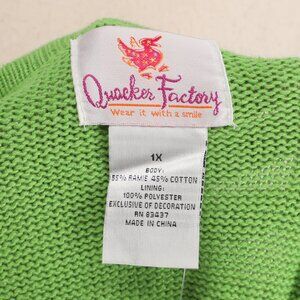 Quacker Factory
Wear it with a smile
1X
BODY:
55% RAMIE 45% COTTON
LINING:
100% POLYESTER
EXCLUSIVE OF DECORATION
RN 83437
MADE IN CHINA